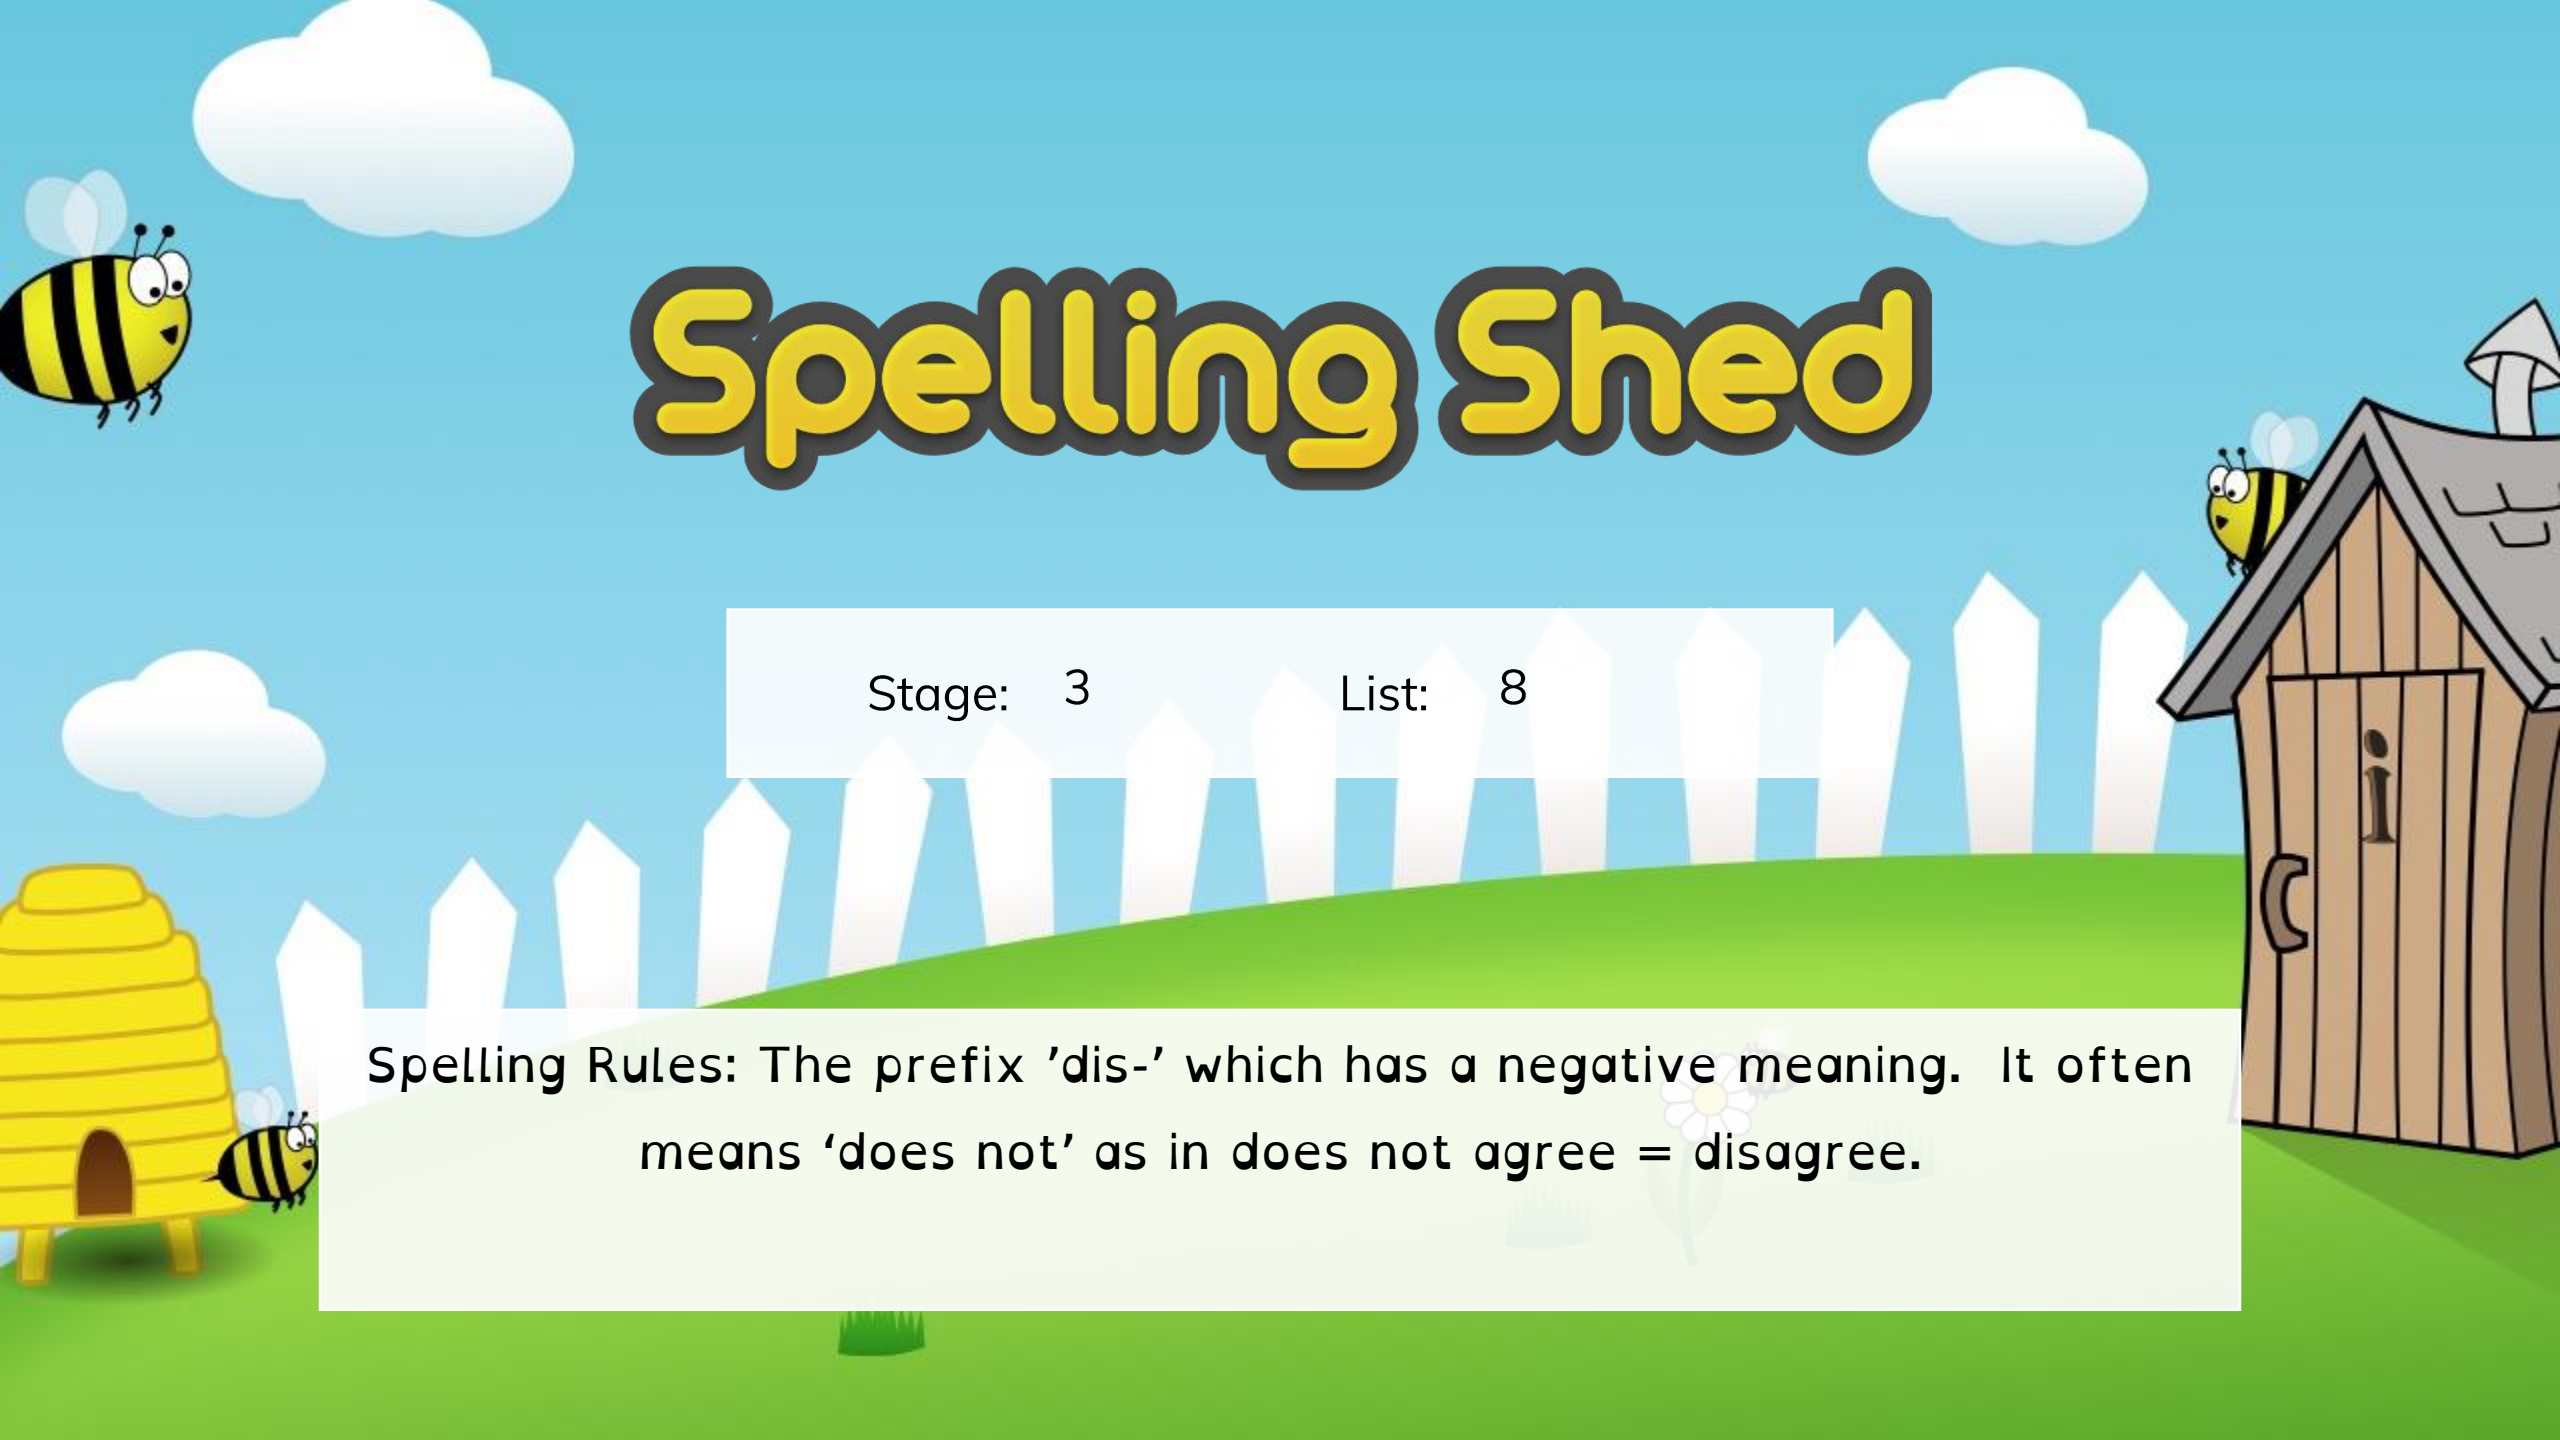 Spelling Shed
Stage: 3 List: 8
i
Spelling Rules: The prefix ’dis-’ which has a negative meaning.  It often
means ‘does not’ as in does not agree = disagree.